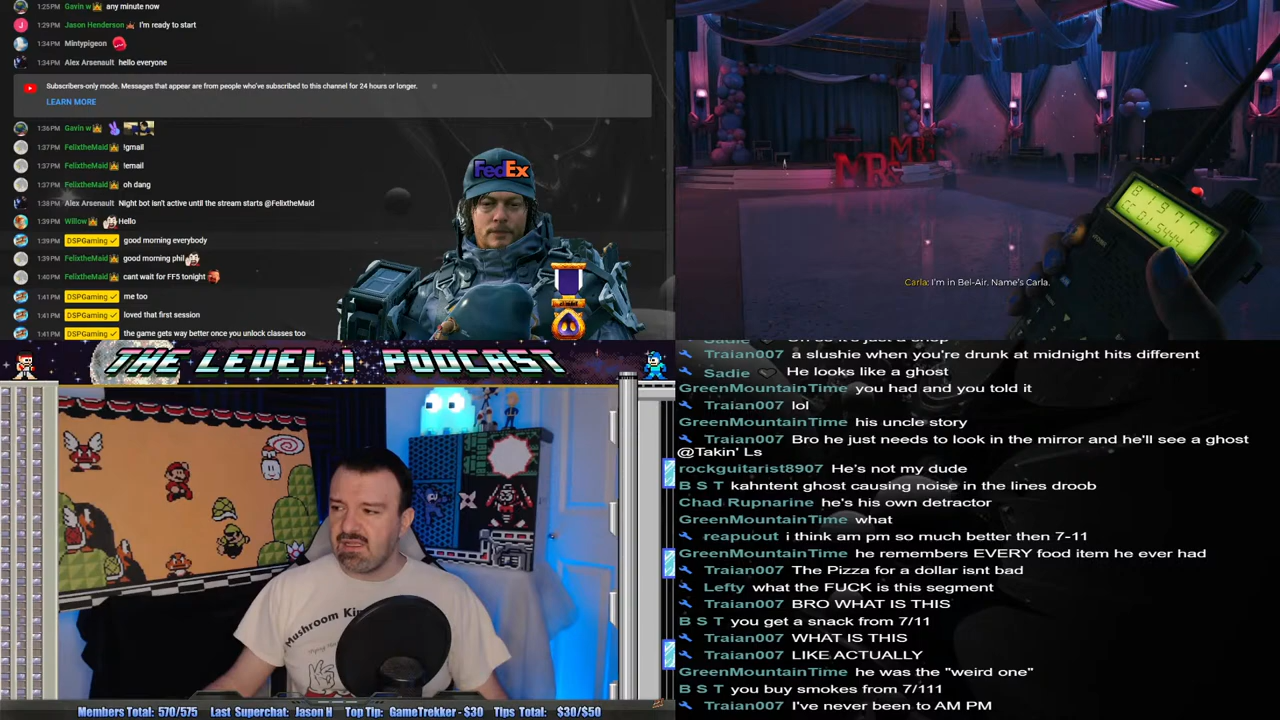 1:25PM Gavin w any minute now
1:29PM Jason Henderson I'm ready to start
1:34PM Mintypigeon
1:34PM Alex Arsenault hello everyone
Subscribers-only mode. Messages that appear are from people who've subscribed to this channel for 24 hours or longer.
LEARN MORE
1:36PM Gavin w
1:37PM FelixtheMaid !gmail
1:37PM FelixtheMaid !email
1:37PM FelixtheMaid oh dang
1:38PM Alex Arsenault Night bot isn't active until the stream starts @FelixtheMaid
1:39PM Willow Hello
1:39PM DSPGaming good morning everybody
1:39PM FelixtheMaid good morning phil
1:40PM FelixtheMaid cant wait for FF5 tonight
1:41PM DSPGaming me too
1:41PM DSPGaming loved that first session
1:41PM DSPGaming the game gets way better once you unlock classes too
FedEx
MRs
Carla: I'm in Bel-Air. Name's Carla.
THE LEVEL 1 PODCAST
Mushroom Kin
Sadie
Traian007 a slushie when you're drunk at midnight hits different
Sadie He looks like a ghost
GreenMountainTime you had and you told it
Traian007 lol
GreenMountainTime his uncle story
Traian007 Bro he just needs to look in the mirror and he'll see a ghost
@Takin' Ls
rockguitarist8907 He's not my dude
B S T kahntent ghost causing noise in the lines droob
Chad Rupnarine he's his own detractor
GreenMountainTime what
reapuout i think am pm so much better then 7-11
GreenMountainTime he remembers EVERY food item he ever had
Traian007 The Pizza for a dollar isnt bad
Lefty what the FUCK is this segment
Traian007 BRO WHAT IS THIS
B S T you get a snack from 7/11
Traian007 WHAT IS THIS
Traian007 LIKE ACTUALLY
GreenMountainTime he was the "weird one"
B S T you buy smokes from 7/111
Traian007 I've never been to AM PM
Members Total: 570/575 Last Superchat: Jason H Top Tip: GameTrekker - $30 Tips Total: $30/$50